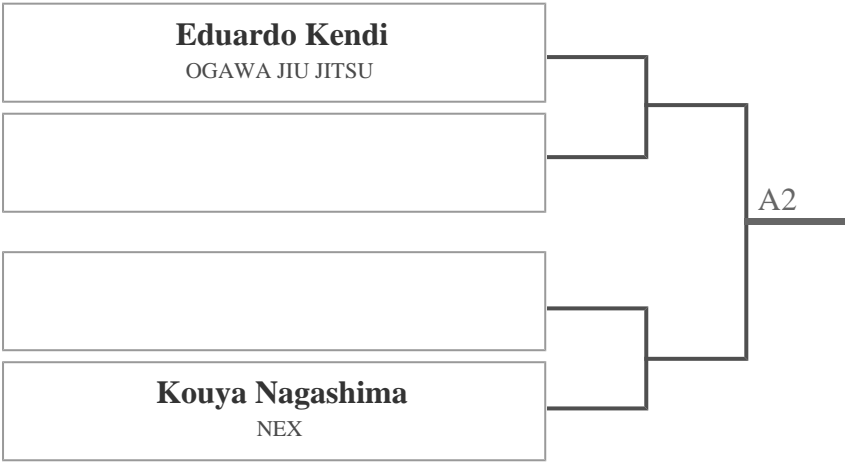 Eduardo Kendi
OGAWA JIU JITSU
A2
Kouya Nagashima
NEX